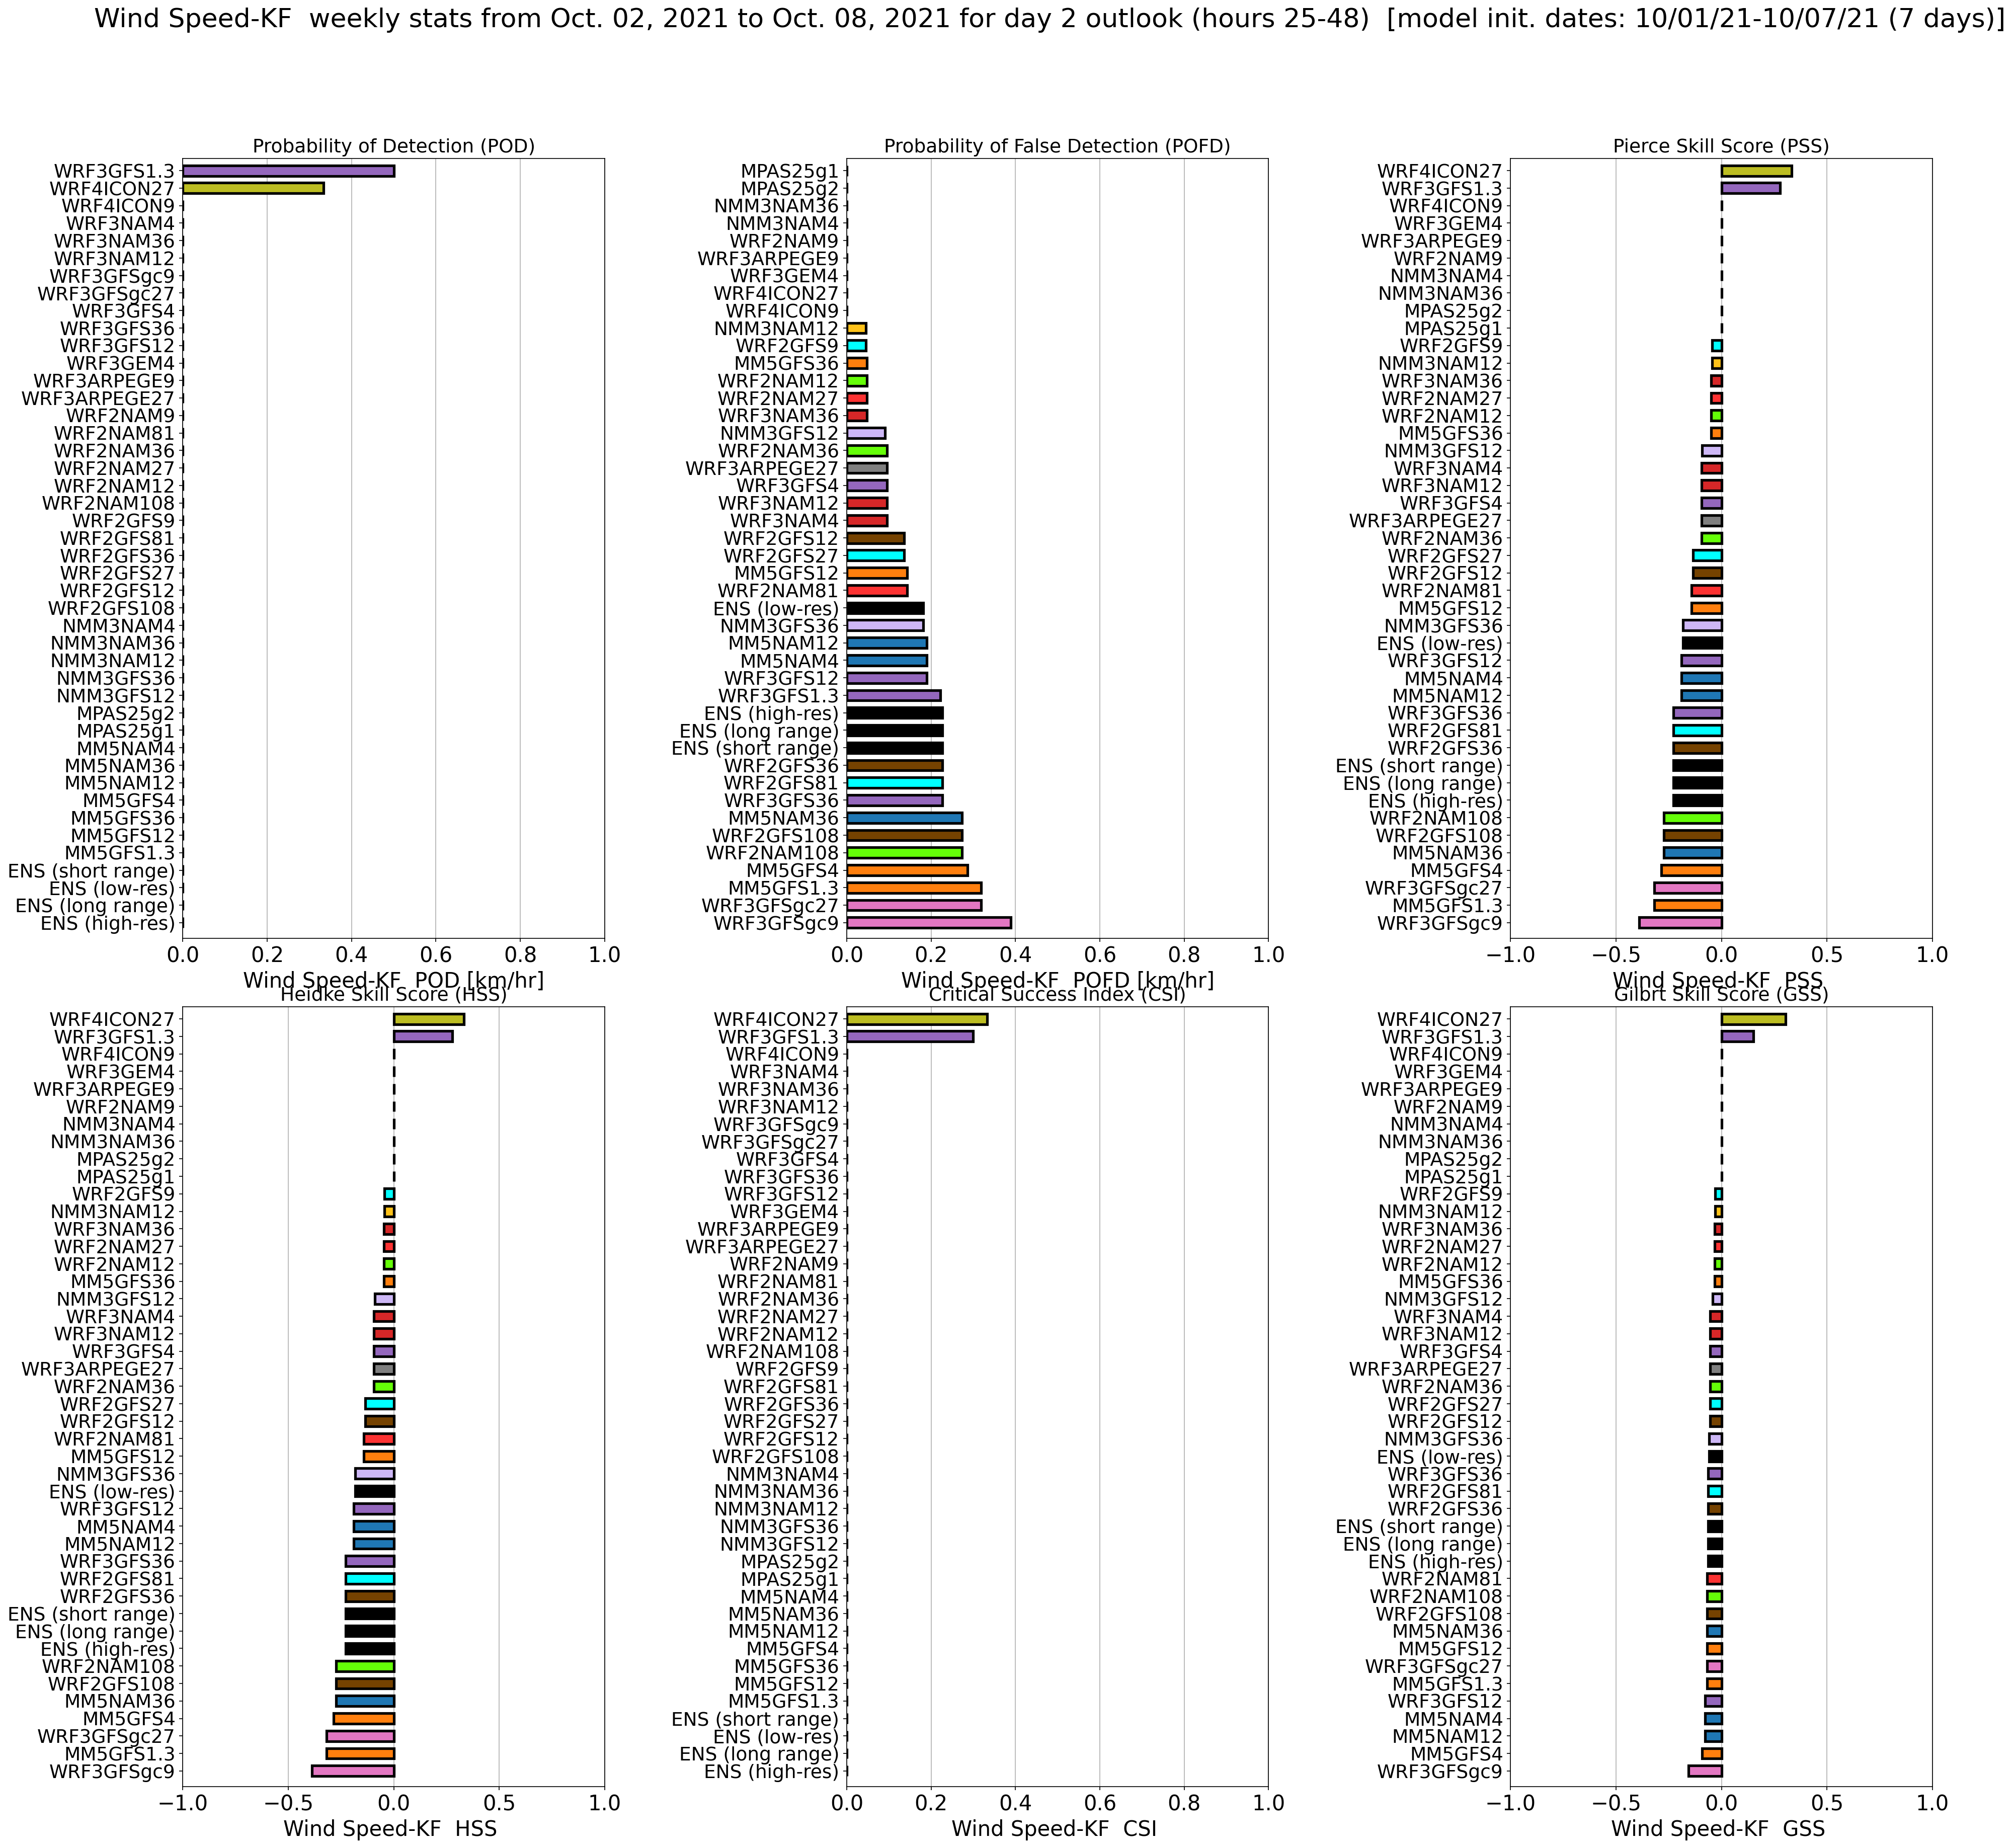 Wind Speed-KF  weekly stats from Oct. 02, 2021 to Oct. 08, 2021 for day 2 outlook (hours 25-48)  [model init. dates: 10/01/21-10/07/21 (7 days)]
Probability of Detection (POD)
WRF3GFS1.3
WRF4ICON27
WRF4ICON9
WRF3NAM4
WRF3NAM36
WRF3NAM12
WRF3GFSgc9
WRF3GFSgc27
WRF3GFS4
WRF3GFS36
WRF3GFS12
WRF3GEM4
WRF3ARPEGE9
WRF3ARPEGE27
WRF2NAM9
WRF2NAM81
WRF2NAM36
WRF2NAM27
WRF2NAM12
WRF2NAM108
WRF2GFS9
WRF2GFS81
WRF2GFS36
WRF2GFS27
WRF2GFS12
WRF2GFS108
NMM3NAM4
NMM3NAM36
NMM3NAM12
NMM3GFS36
NMM3GFS12
MPAS25g2
MPAS25g1
MM5NAM4
MM5NAM36
MM5NAM12
MM5GFS4
MM5GFS36
MM5GFS12
MM5GFS1.3
ENS (short range)
ENS (low-res)
ENS (long range)
ENS (high-res)
0.0 0.2 0.4 0.6 0.8 1.0
Wind Speed-KF  POD [km/hr]
Probability of False Detection (POFD)
MPAS25g1
MPAS25g2
NMM3NAM36
NMM3NAM4
WRF2NAM9
WRF3ARPEGE9
WRF3GEM4
WRF4ICON27
WRF4ICON9
NMM3NAM12
WRF2GFS9
MM5GFS36
WRF2NAM12
WRF2NAM27
WRF3NAM36
NMM3GFS12
WRF2NAM36
WRF3ARPEGE27
WRF3GFS4
WRF3NAM12
WRF3NAM4
WRF2GFS12
WRF2GFS27
MM5GFS12
WRF2NAM81
ENS (low-res)
NMM3GFS36
MM5NAM12
MM5NAM4
WRF3GFS12
WRF3GFS1.3
ENS (high-res)
ENS (long range)
ENS (short range)
WRF2GFS36
WRF2GFS81
WRF3GFS36
MM5NAM36
WRF2GFS108
WRF2NAM108
MM5GFS4
MM5GFS1.3
WRF3GFSgc27
WRF3GFSgc9
0.0 0.2 0.4 0.6 0.8 1.0
Wind Speed-KF  POFD [km/hr]
Pierce Skill Score (PSS)
WRF4ICON27
WRF3GFS1.3
WRF4ICON9
WRF3GEM4
WRF3ARPEGE9
WRF2NAM9
NMM3NAM4
NMM3NAM36
MPAS25g2
MPAS25g1
WRF2GFS9
NMM3NAM12
WRF3NAM36
WRF2NAM27
WRF2NAM12
MM5GFS36
NMM3GFS12
WRF3NAM4
WRF3NAM12
WRF3GFS4
WRF3ARPEGE27
WRF2NAM36
WRF2GFS27
WRF2GFS12
WRF2NAM81
MM5GFS12
NMM3GFS36
ENS (low-res)
WRF3GFS12
MM5NAM4
MM5NAM12
WRF3GFS36
WRF2GFS81
WRF2GFS36
ENS (short range)
ENS (long range)
ENS (high-res)
WRF2NAM108
WRF2GFS108
MM5NAM36
MM5GFS4
WRF3GFSgc27
MM5GFS1.3
WRF3GFSgc9
−1.0 −0.5 0.0 0.5 1.0
Wind Speed-KF  PSS
Heidke Skill Score (HSS)
WRF4ICON27
WRF3GFS1.3
WRF4ICON9
WRF3GEM4
WRF3ARPEGE9
WRF2NAM9
NMM3NAM4
NMM3NAM36
MPAS25g2
MPAS25g1
WRF2GFS9
NMM3NAM12
WRF3NAM36
WRF2NAM27
WRF2NAM12
MM5GFS36
NMM3GFS12
WRF3NAM4
WRF3NAM12
WRF3GFS4
WRF3ARPEGE27
WRF2NAM36
WRF2GFS27
WRF2GFS12
WRF2NAM81
MM5GFS12
NMM3GFS36
ENS (low-res)
WRF3GFS12
MM5NAM4
MM5NAM12
WRF3GFS36
WRF2GFS81
WRF2GFS36
ENS (short range)
ENS (long range)
ENS (high-res)
WRF2NAM108
WRF2GFS108
MM5NAM36
MM5GFS4
WRF3GFSgc27
MM5GFS1.3
WRF3GFSgc9
−1.0 −0.5 0.0 0.5 1.0
Wind Speed-KF  HSS
Critical Success Index (CSI)
WRF4ICON27
WRF3GFS1.3
WRF4ICON9
WRF3NAM4
WRF3NAM36
WRF3NAM12
WRF3GFSgc9
WRF3GFSgc27
WRF3GFS4
WRF3GFS36
WRF3GFS12
WRF3GEM4
WRF3ARPEGE9
WRF3ARPEGE27
WRF2NAM9
WRF2NAM81
WRF2NAM36
WRF2NAM27
WRF2NAM12
WRF2NAM108
WRF2GFS9
WRF2GFS81
WRF2GFS36
WRF2GFS27
WRF2GFS12
WRF2GFS108
NMM3NAM4
NMM3NAM36
NMM3NAM12
NMM3GFS36
NMM3GFS12
MPAS25g2
MPAS25g1
MM5NAM4
MM5NAM36
MM5NAM12
MM5GFS4
MM5GFS36
MM5GFS12
MM5GFS1.3
ENS (short range)
ENS (low-res)
ENS (long range)
ENS (high-res)
0.0 0.2 0.4 0.6 0.8 1.0
Wind Speed-KF  CSI
Gilbrt Skill Score (GSS)
WRF4ICON27
WRF3GFS1.3
WRF4ICON9
WRF3GEM4
WRF3ARPEGE9
WRF2NAM9
NMM3NAM4
NMM3NAM36
MPAS25g2
MPAS25g1
WRF2GFS9
NMM3NAM12
WRF3NAM36
WRF2NAM27
WRF2NAM12
MM5GFS36
NMM3GFS12
WRF3NAM4
WRF3NAM12
WRF3GFS4
WRF3ARPEGE27
WRF2NAM36
WRF2GFS27
WRF2GFS12
NMM3GFS36
ENS (low-res)
WRF3GFS36
WRF2GFS81
WRF2GFS36
ENS (short range)
ENS (long range)
ENS (high-res)
WRF2NAM81
WRF2NAM108
WRF2GFS108
MM5NAM36
MM5GFS12
WRF3GFSgc27
MM5GFS1.3
WRF3GFS12
MM5NAM4
MM5NAM12
MM5GFS4
WRF3GFSgc9
−1.0 −0.5 0.0 0.5 1.0
Wind Speed-KF  GSS